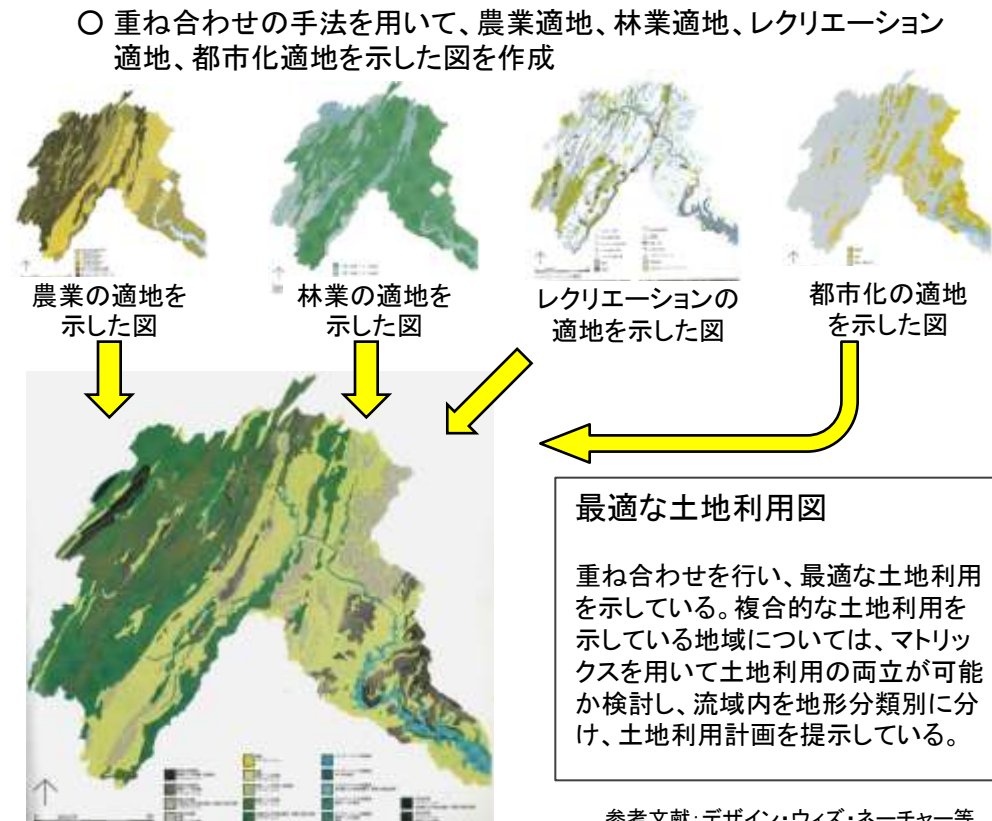 ○ 重ね合わせの手法を用いて、農業適地、林業適地、レクリエーション
適地、都市化適地を示した図を作成
農業の適地を
示した図
林業の適地を
示した図
レクリエーションの
適地を示した図
都市化の適地
を示した図
最適な土地利用図
重ね合わせを行い、最適な土地利用
を示している。複合的な土地利用を
示している地域については、マトリッ
クスを用いて土地利用の両立が可能
か検討し、流域内を地形分類別に分
け、土地利用計画を提示している。
参考文献：デザイン・ウィズ・ネーチャー等